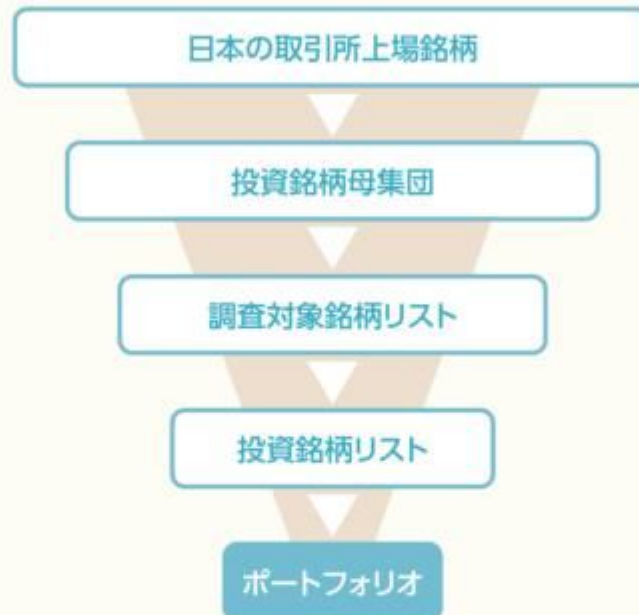 日本の取引所上場銘柄
投資銘柄母集団
調査対象銘柄リスト
投資銘柄リスト
ポートフォリオ